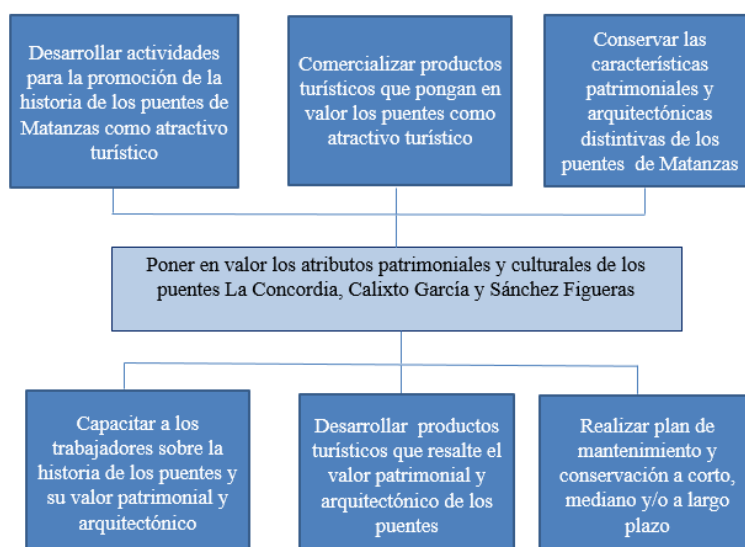 Desarrollar actividades
para la promoción de la
historia de los puentes de
Matanzas como atractivo
turístico
Comercializar productos
turísticos que pongan en
valor los puentes como
atractivo turístico
Conservar las
características
patrimoniales y
arquitectónicas
distintivas de los
puentes de Matanzas
Poner en valor los atributos patrimoniales y culturales de los
puentes La Concordia, Calixto García y Sánchez Figueras
Capacitar a los
trabajadores sobre la
historia de los puentes y
su valor patrimonial y
arquitectónico
Desarrollar productos
turísticos que resalte el
valor patrimonial y
arquitectónico de los
puentes
Realizar plan de
mantenimiento y
conservación a corto,
mediano y/o a largo
plazo